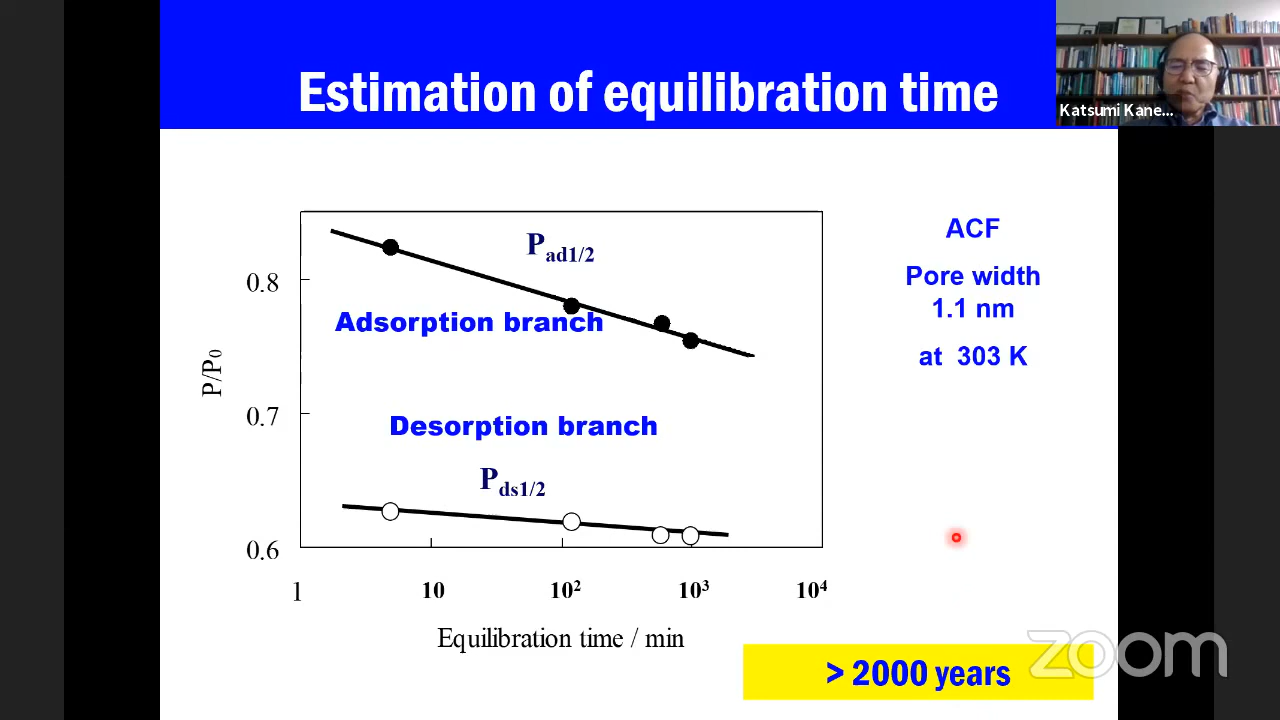 Estimation of equilibration time
Katsumi Kane...
ACF
Pore width
1.1 nm
at 303 K
Pad1/2
0.8
Adsorption branch
P/P0
0.7
Desorption branch
Pds1/2
0.6
1 10 10² 10³ 10⁴
Equilibration time / min
> 2000 years
zoom